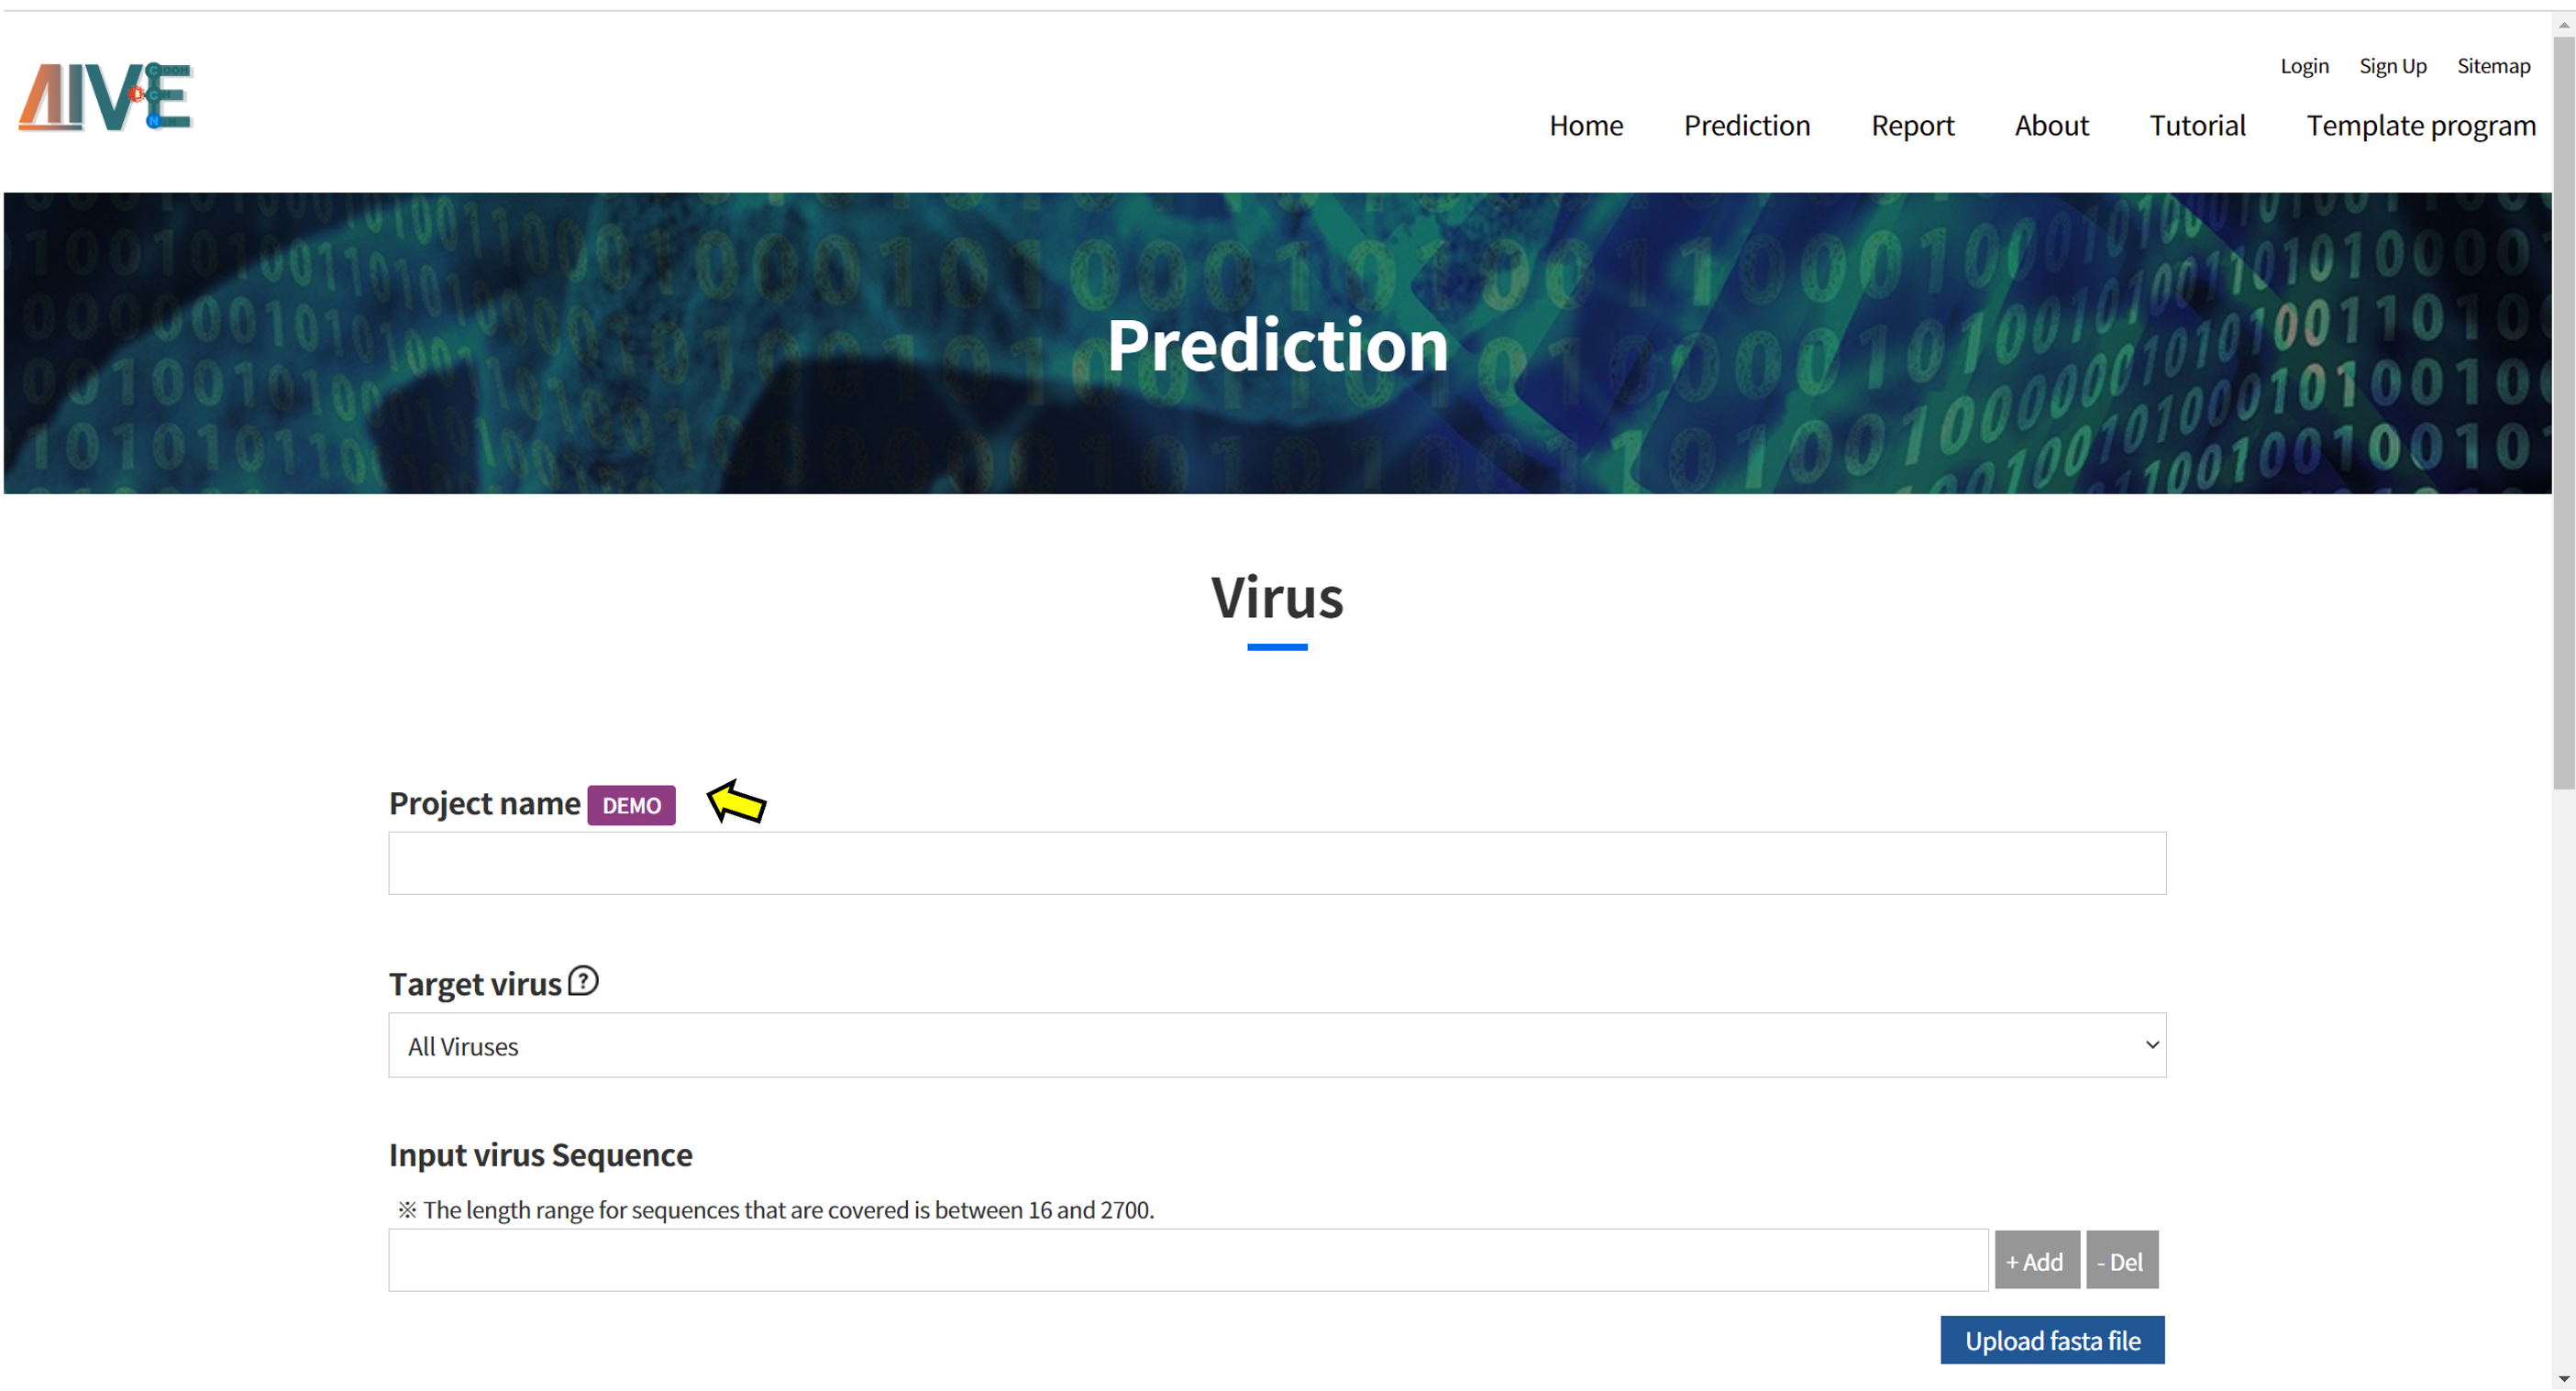 AIVE
Login Sign Up Sitemap
Home Prediction Report About Tutorial Template program
Prediction
Virus
Project name DEMO
Target virus ?
All Viruses
Input virus Sequence
※ The length range for sequences that are covered is between 16 and 2700.
+ Add - Del
Upload fasta file